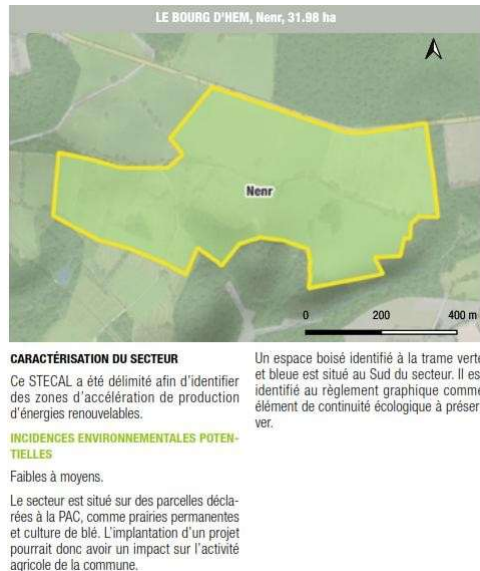 LE BOURG D'HEM, Nenr, 31.98 ha
Nenr
0 200 400 m
CARACTÉRISATION DU SECTEUR
Ce STECAL a été délimité afin d'identifier
des zones d'accélération de production
d'énergies renouvelables.
INCIDENCES ENVIRONNEMENTALES POTEN-
TIELLES
Faibles à moyens.
Le secteur est situé sur des parcelles décla-
rées à la PAC, comme prairies permanentes
et culture de blé. L'implantation d'un projet
pourrait donc avoir un impact sur l'activité
agricole de la commune.
Un espace boisé identifié à la trame verte
et bleue est situé au Sud du secteur. Il es
identifié au règlement graphique comme
élément de continuité écologique à préser-
ver.